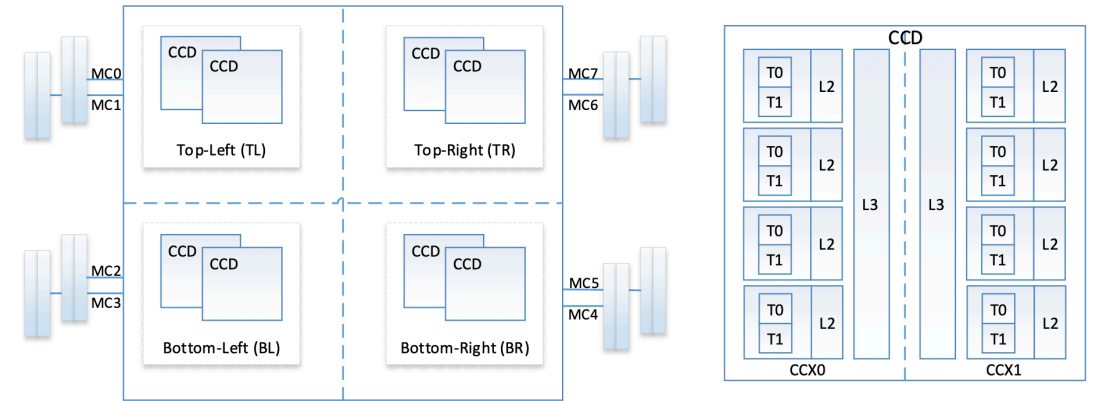 MC0
MC1
CCD
CCD
Top-Left (TL)
CCD
CCD
Top-Right (TR)
MC7
MC6
MC2
MC3
CCD
CCD
Bottom-Left (BL)
CCD
CCD
Bottom-Right (BR)
MC5
MC4
CCD
T0
T1
L2
T0
T1
L2
T0
T1
L2
T0
T1
L2
L3
CCX0
L3
T0
T1
L2
T0
T1
L2
T0
T1
L2
T0
T1
L2
CCX1